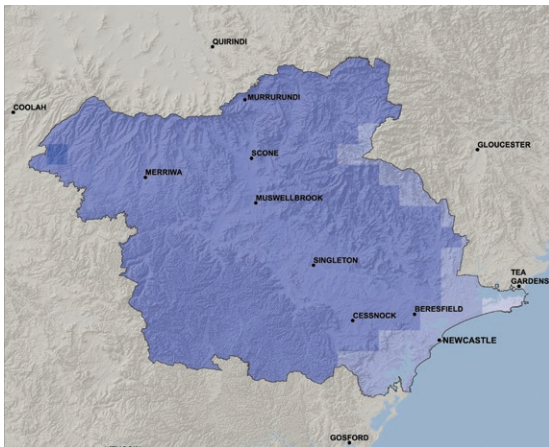 QUIRINDI
MURRURUNDI
COOLAH
GLOUCESTER
SCONE
MERRIWA
MUSWELLBROOK
SINGLETON
TEA
GARDENS
CESSNOCK
BERESFIELD
NEWCASTLE
GOSFORD